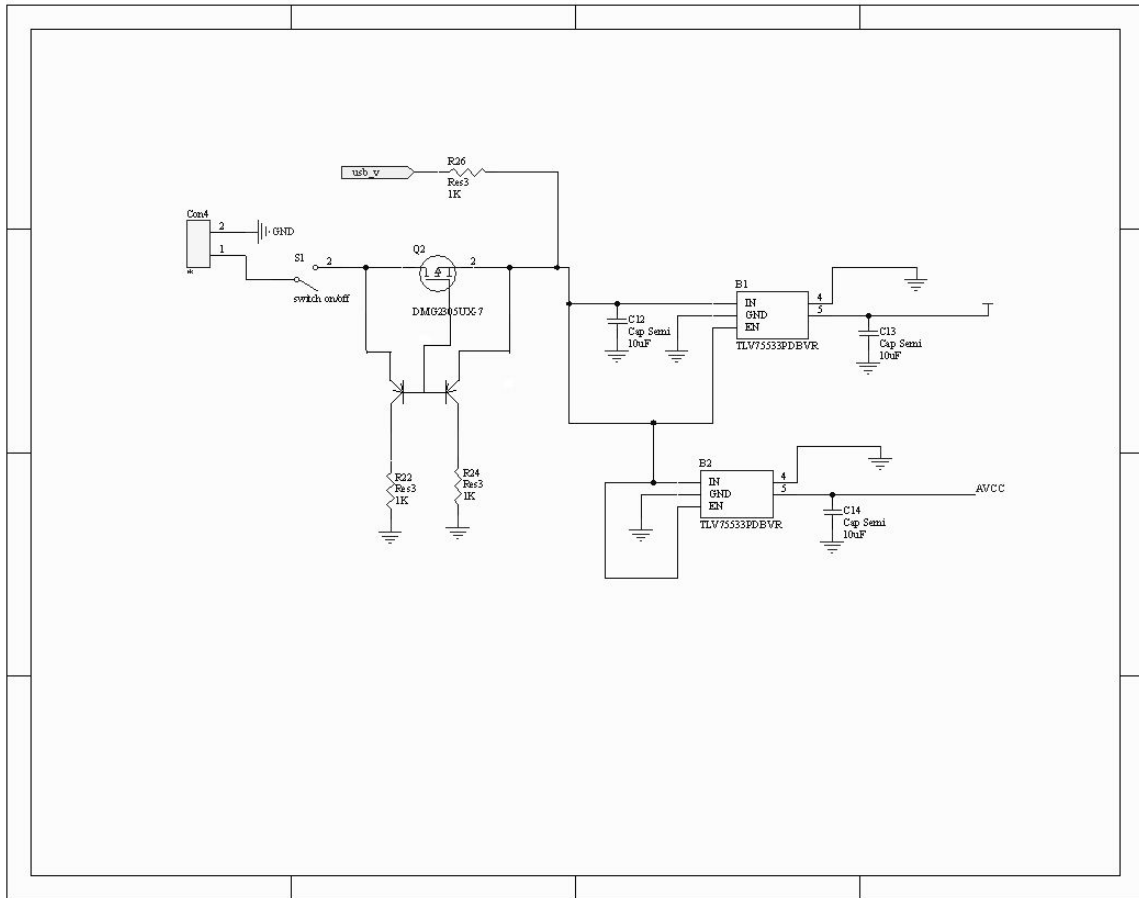 usb_v
R26
Res3
1K
Con4
2
GND
1
*
S1
2
switch on/off
Q2
2
DMG2305UX-7
B1
IN
GND
EN
4
5
TLV75533PDBVR
C12
Cap Semi
10uF
C13
Cap Semi
10uF
R22
Res3
1K
R24
Res3
1K
B2
IN
GND
EN
4
5
TLV75533PDBVR
AVCC
C14
Cap Semi
10uF